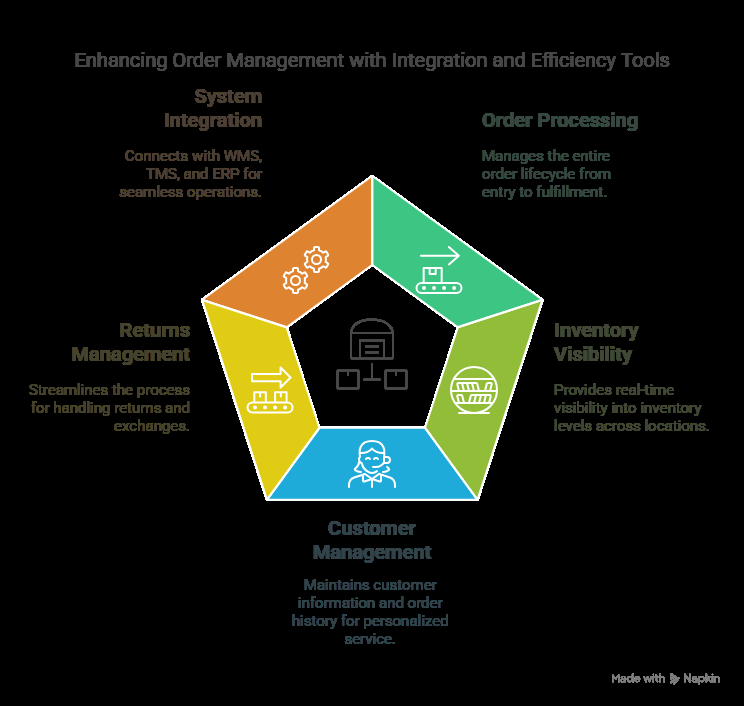 Enhancing Order Management with Integration and Efficiency Tools
System
Integration
Connects with WMS,
TMS, and ERP for
seamless operations.
Order Processing
Manages the entire
order lifecycle from
entry to fulfillment.
Returns
Management
Streamlines the process
for handling returns and
exchanges.
Inventory
Visibility
Provides real-time
visibility into inventory
levels across locations.
Customer
Management
Maintains customer
information and order
history for personalized
service.
Made with Napkin